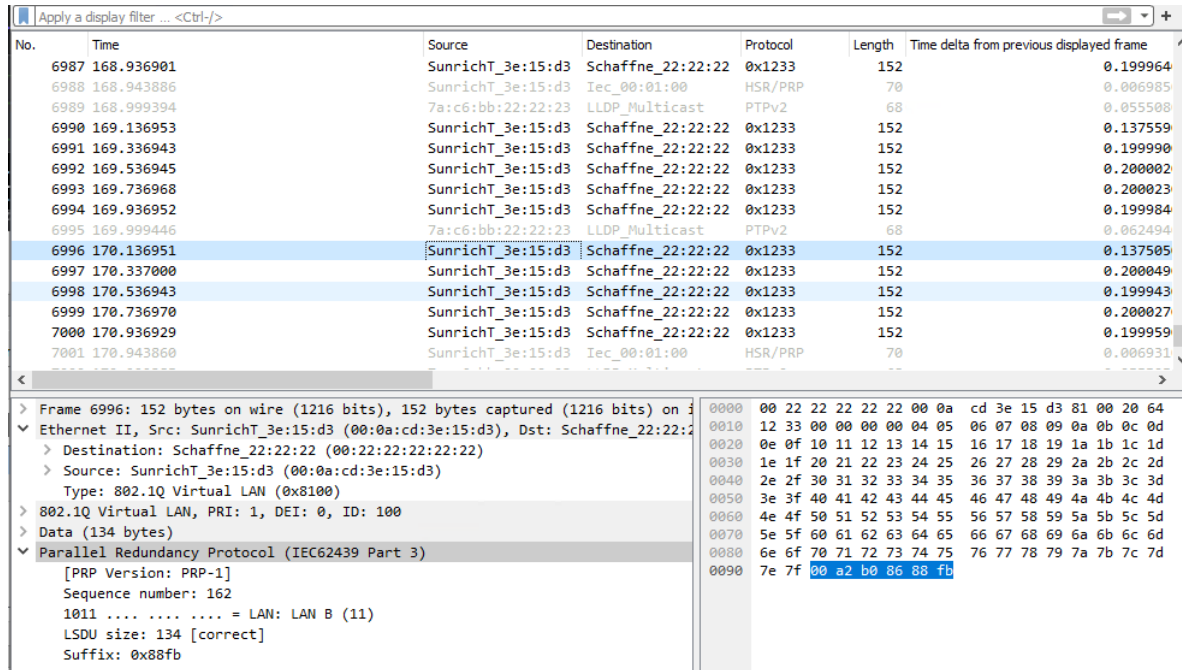 Apply a display filter ... <Ctrl-/>
No. Time Source Destination Protocol Length Time delta from previous displayed frame
6987 168.936901 SunrichT_3e:15:d3 Schaffne_22:22:22 0x1233 152 0.199964
6988 168.943886 SunrichT_3e:15:d3 Iec_00:01:00 HSR/PRP 70 0.006985
6989 168.999394 7a:c6:bb:22:22:23 LLDP_Multicast PTPv2 68 0.055508
6990 169.136953 SunrichT_3e:15:d3 Schaffne_22:22:22 0x1233 152 0.137559
6991 169.336943 SunrichT_3e:15:d3 Schaffne_22:22:22 0x1233 152 0.199990
6992 169.536945 SunrichT_3e:15:d3 Schaffne_22:22:22 0x1233 152 0.200002
6993 169.736968 SunrichT_3e:15:d3 Schaffne_22:22:22 0x1233 152 0.200023
6994 169.936952 SunrichT_3e:15:d3 Schaffne_22:22:22 0x1233 152 0.199984
6995 169.999446 7a:c6:bb:22:22:23 LLDP_Multicast PTPv2 68 0.062494
6996 170.136951 SunrichT_3e:15:d3 Schaffne_22:22:22 0x1233 152 0.137505
6997 170.337000 SunrichT_3e:15:d3 Schaffne_22:22:22 0x1233 152 0.200049
6998 170.536943 SunrichT_3e:15:d3 Schaffne_22:22:22 0x1233 152 0.199943
6999 170.736970 SunrichT_3e:15:d3 Schaffne_22:22:22 0x1233 152 0.200027
7000 170.936929 SunrichT_3e:15:d3 Schaffne_22:22:22 0x1233 152 0.199959
7001 170.943860 SunrichT_3e:15:d3 Iec_00:01:00 HSR/PRP 70 0.006931
Frame 6996: 152 bytes on wire (1216 bits), 152 bytes captured (1216 bits) on i
Ethernet II, Src: SunrichT_3e:15:d3 (00:0a:cd:3e:15:d3), Dst: Schaffne_22:22:2
Destination: Schaffne_22:22:22 (00:22:22:22:22:22)
Source: SunrichT_3e:15:d3 (00:0a:cd:3e:15:d3)
Type: 802.1Q Virtual LAN (0x8100)
802.1Q Virtual LAN, PRI: 1, DEI: 0, ID: 100
Data (134 bytes)
Parallel Redundancy Protocol (IEC62439 Part 3)
[PRP Version: PRP-1]
Sequence number: 162
1011 .... .... .... = LAN: LAN B (11)
LSDU size: 134 [correct]
Suffix: 0x88fb
0000 00 22 22 22 22 22 00 0a cd 3e 15 d3 81 00 20 64
0010 12 33 00 00 00 00 04 05 06 07 08 09 0a 0b 0c 0d
0020 0e 0f 10 11 12 13 14 15 16 17 18 19 1a 1b 1c 1d
0030 1e 1f 20 21 22 23 24 25 26 27 28 29 2a 2b 2c 2d
0040 2e 2f 30 31 32 33 34 35 36 37 38 39 3a 3b 3c 3d
0050 3e 3f 40 41 42 43 44 45 46 47 48 49 4a 4b 4c 4d
0060 4e 4f 50 51 52 53 54 55 56 57 58 59 5a 5b 5c 5d
0070 5e 5f 60 61 62 63 64 65 66 67 68 69 6a 6b 6c 6d
0080 6e 6f 70 71 72 73 74 75 76 77 78 79 7a 7b 7c 7d
0090 7e 7f 00 a2 b0 86 88 fb